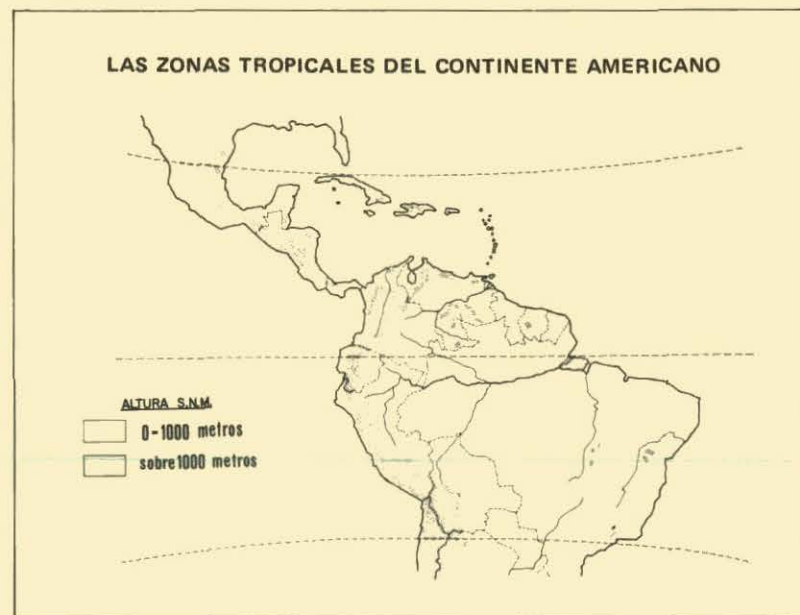 LAS ZONAS TROPICALES DEL CONTINENTE AMERICANO
ALTURA S.N.M.
0-1000 metros
sobre 1000 metros